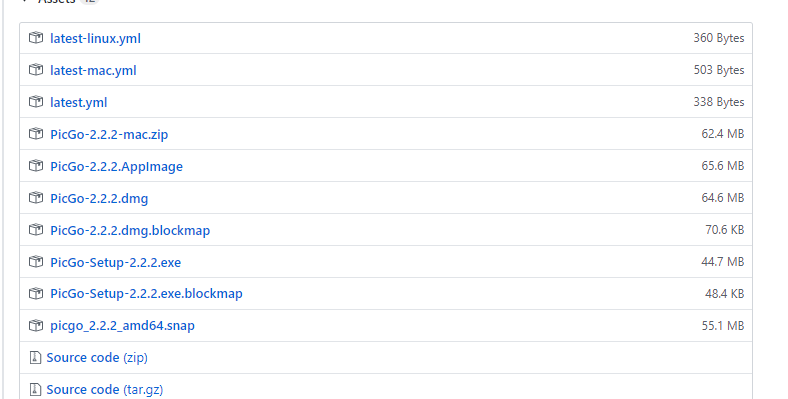 Assets 12
latest-linux.yml 360 Bytes
latest-mac.yml 503 Bytes
latest.yml 338 Bytes
PicGo-2.2.2-mac.zip 62.4 MB
PicGo-2.2.2.AppImage 65.6 MB
PicGo-2.2.2.dmg 64.6 MB
PicGo-2.2.2.dmg.blockmap 70.6 KB
PicGo-Setup-2.2.2.exe 44.7 MB
PicGo-Setup-2.2.2.exe.blockmap 48.4 KB
picgo_2.2.2_amd64.snap 55.1 MB
Source code (zip)
Source code (tar.gz)